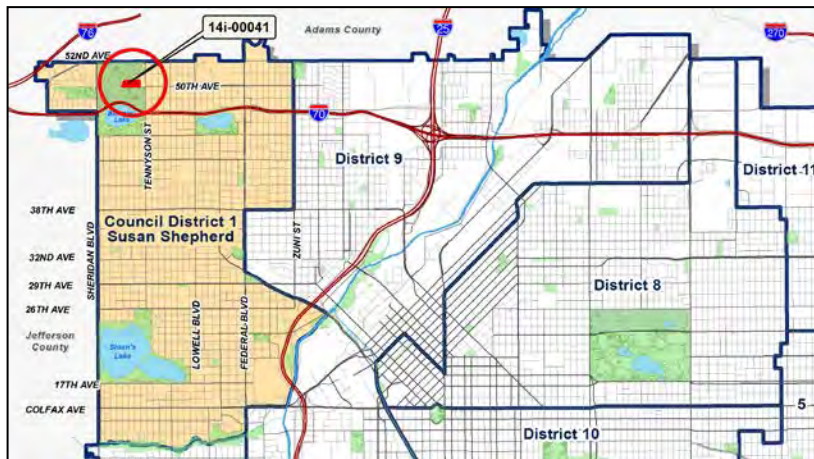 76
14i-00041
Adams County
25
270
52ND AVE
50TH AVE
70
TENNYSON ST
District 9
District 11
38TH AVE
Council District 1
Susan Shepherd
ZUNI ST
SHERIDAN BLVD
32ND AVE
29TH AVE
District 8
26TH AVE
LOWELL BLVD
FEDERAL BLVD
Jefferson
County
Sloan's
Lake
17TH AVE
COLFAX AVE
5
District 10